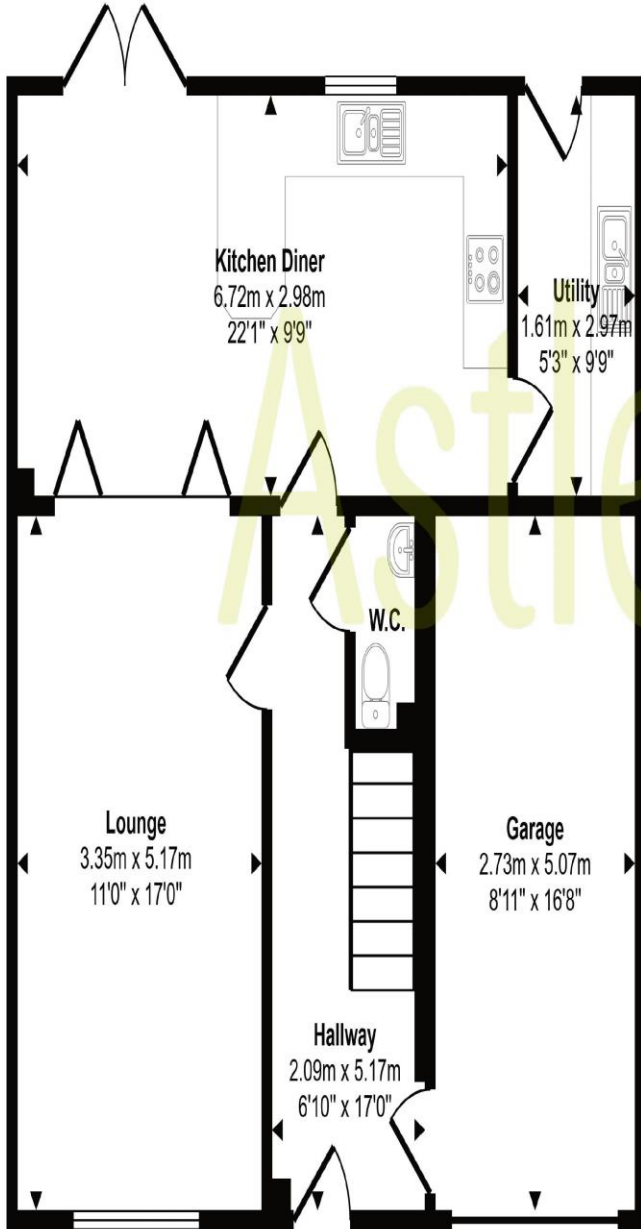 Kitchen Diner
6.72m x 2.98m
22'1" x 9'9"
Utility
1.61m x 2.97m
5'3" x 9'9"
Astle
W.C.
Lounge
3.35m x 5.17m
11'0" x 17'0"
Garage
2.73m x 5.07m
8'11" x 16'8"
Hallway
2.09m x 5.17m
6'10" x 17'0"